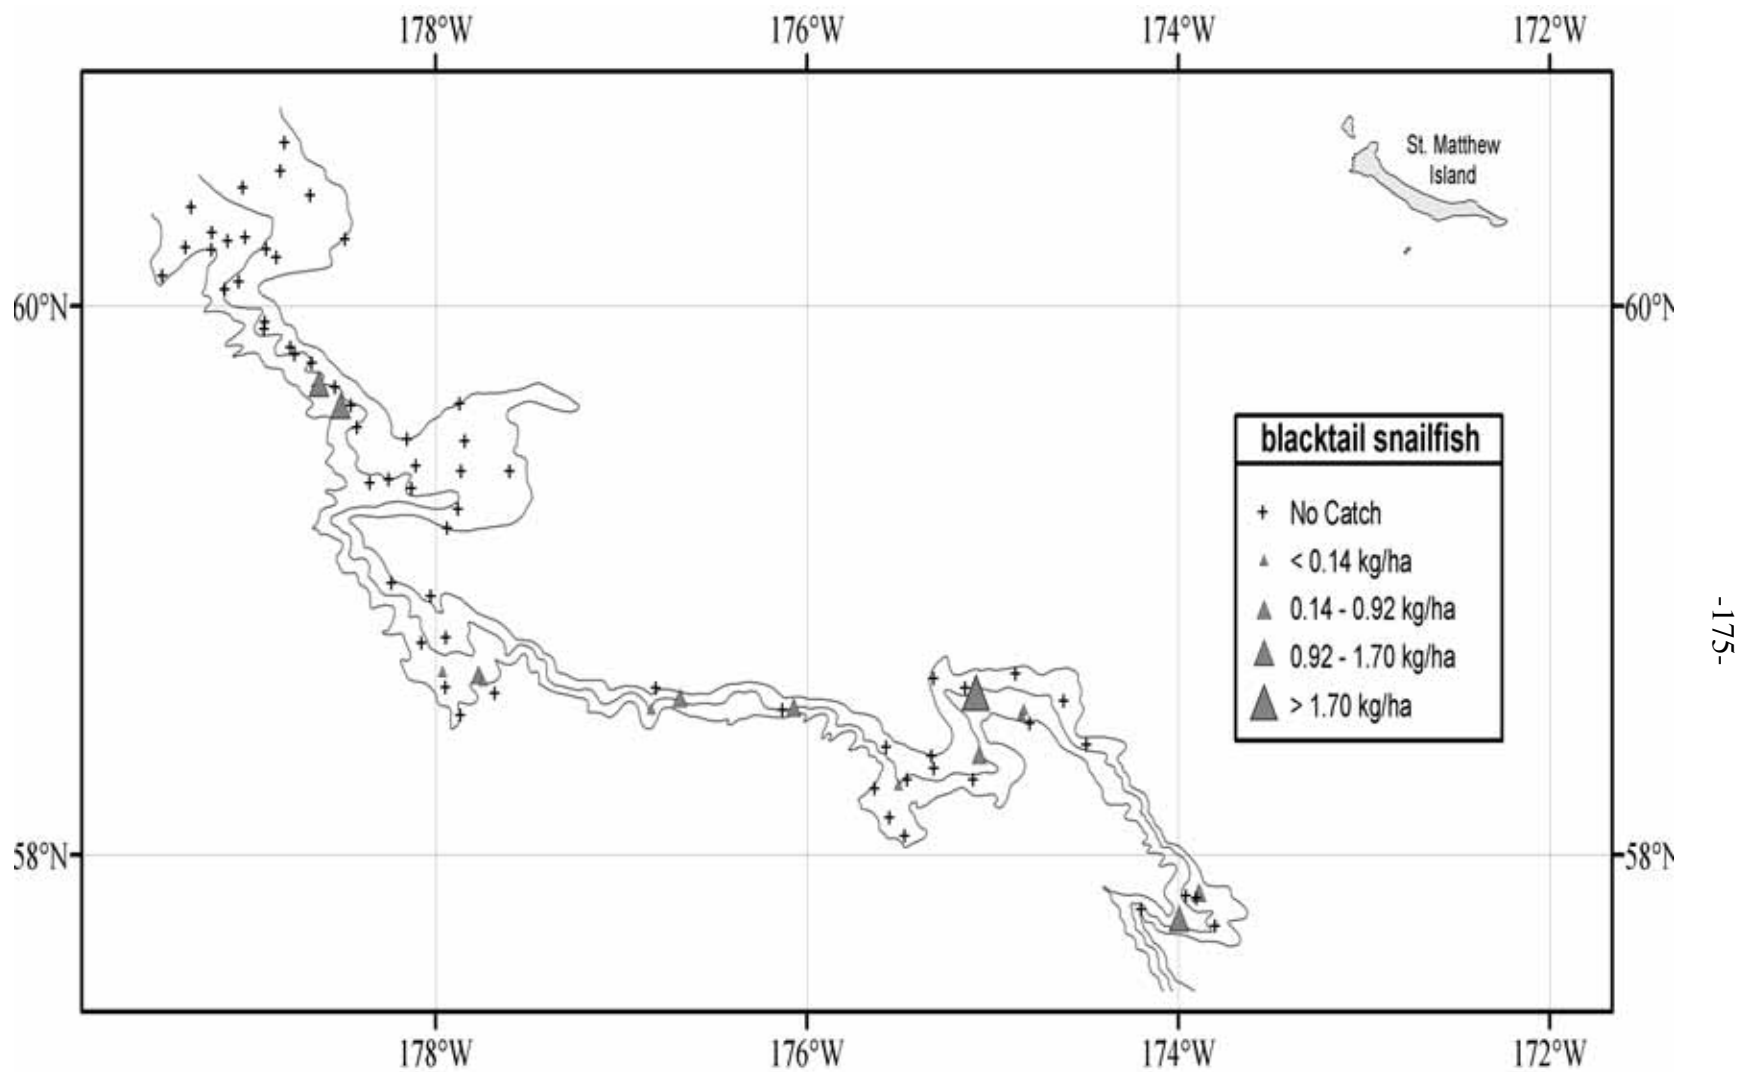 178°W 176°W 174°W 172°W
St. Matthew
Island
60°N 60°N
blacktail snailfish
No Catch
< 0.14 kg/ha
0.14 - 0.92 kg/ha
0.92 - 1.70 kg/ha
> 1.70 kg/ha
-175-
58°N 58°N
178°W 176°W 174°W 172°W